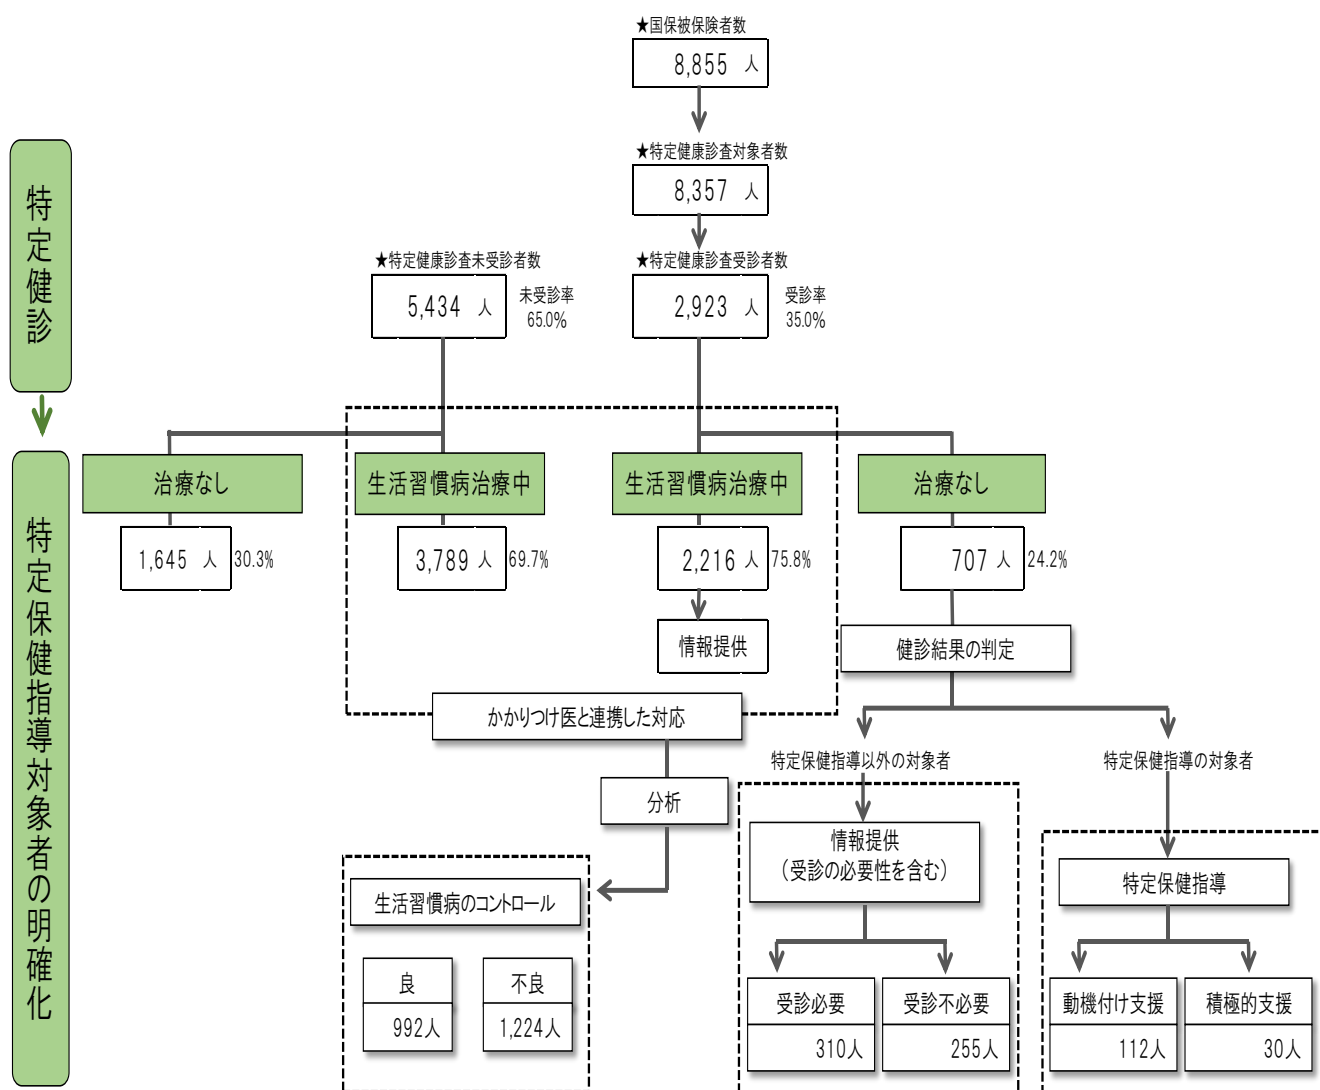 ★国保被保険者数
8,855 人
★特定健康診査対象者数
8,357 人
★特定健康診査未受診者数
5,434 人
未受診率
65.0%
★特定健康診査受診者数
2,923 人
受診率
35.0%
特定健診
特定保健指導対象者の明確化
治療なし
1,645 人 30.3%
生活習慣病治療中
3,789 人 69.7%
生活習慣病治療中
2,216 人 75.8%
治療なし
707 人 24.2%
情報提供
健診結果の判定
かかりつけ医と連携した対応
特定保健指導以外の対象者
特定保健指導の対象者
分析
情報提供
（受診の必要性を含む）
特定保健指導
生活習慣病のコントロール
良
992人
不良
1,224人
受診必要
310人
受診不必要
255人
動機付け支援
112人
積極的支援
30人